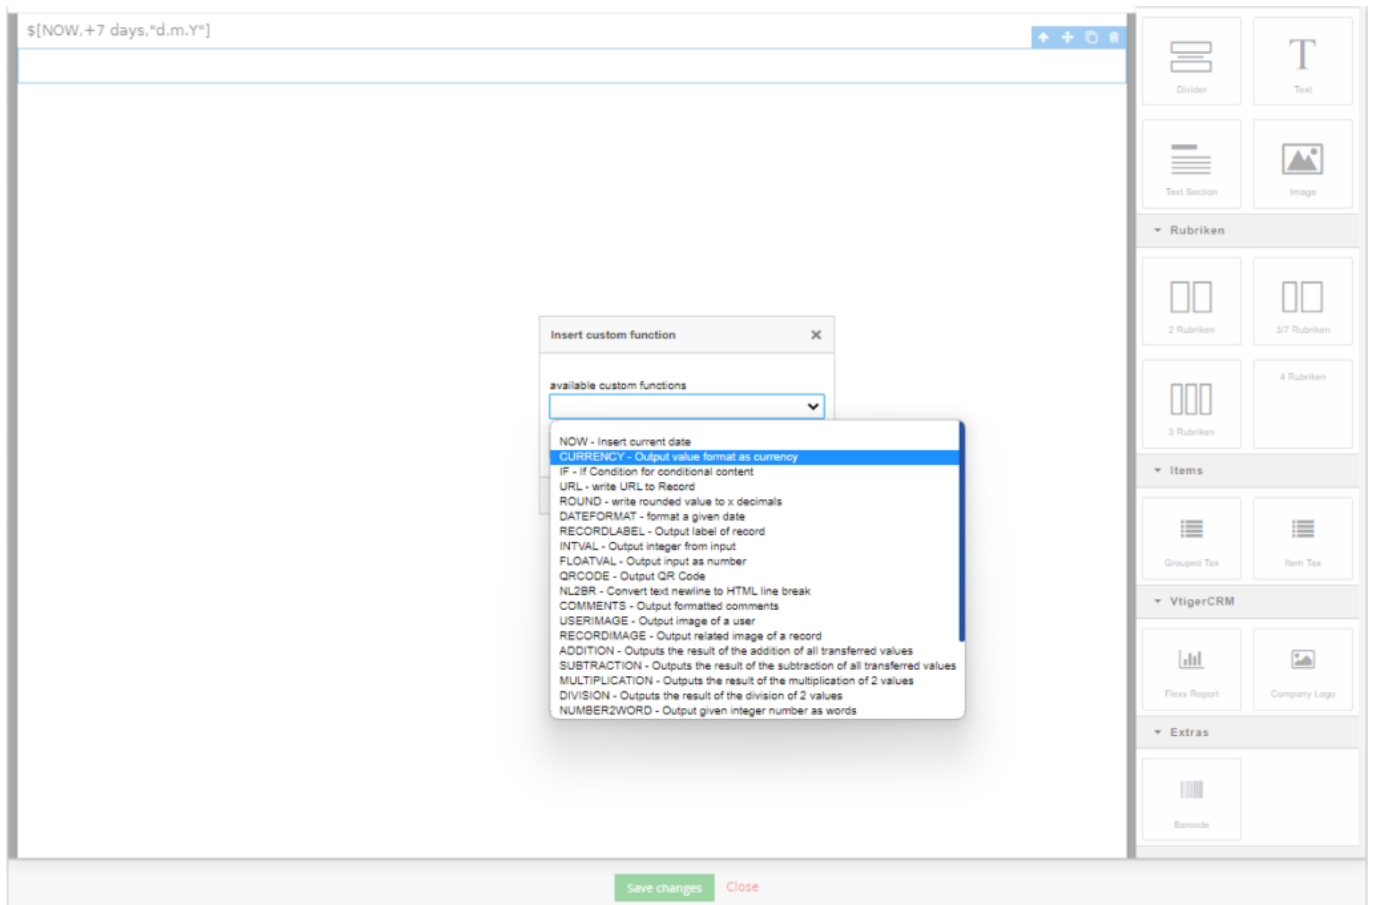 $[NOW,+7 days,"d.m.Y"]
Insert custom function
available custom functions
NOW - Insert current date
CURRENCY - Output value format as currency
IF - If Condition for conditional content
URL - write URL to Record
ROUND - write rounded value to x decimals
DATEFORMAT - format a given date
RECORDLABEL - Output label of record
INTVAL - Output integer from input
FLOATVAL - Output input as number
QRCODE - Output QR Code
NL2BR - Convert text newline to HTML line break
COMMENTS - Output formatted comments
USERIMAGE - Output image of a user
RECORDIMAGE - Output related image of a record
ADDITION - Outputs the result of the addition of all transferred values
SUBTRACTION - Outputs the result of the subtraction of all transferred values
MULTIPLICATION - Outputs the result of the multiplication of 2 values
DIVISION - Outputs the result of the division of 2 values
NUMBER2WORD - Output given integer number as words
Divider
Text
Text Section
Image
Rubriken
2 Rubriken
3/7 Rubriken
3 Rubriken
4 Rubriken
Items
Grouped Tax
Item Tax
VtigerCRM
Flexx Report
Company Logo
Extras
Barcode
Save changes
Close